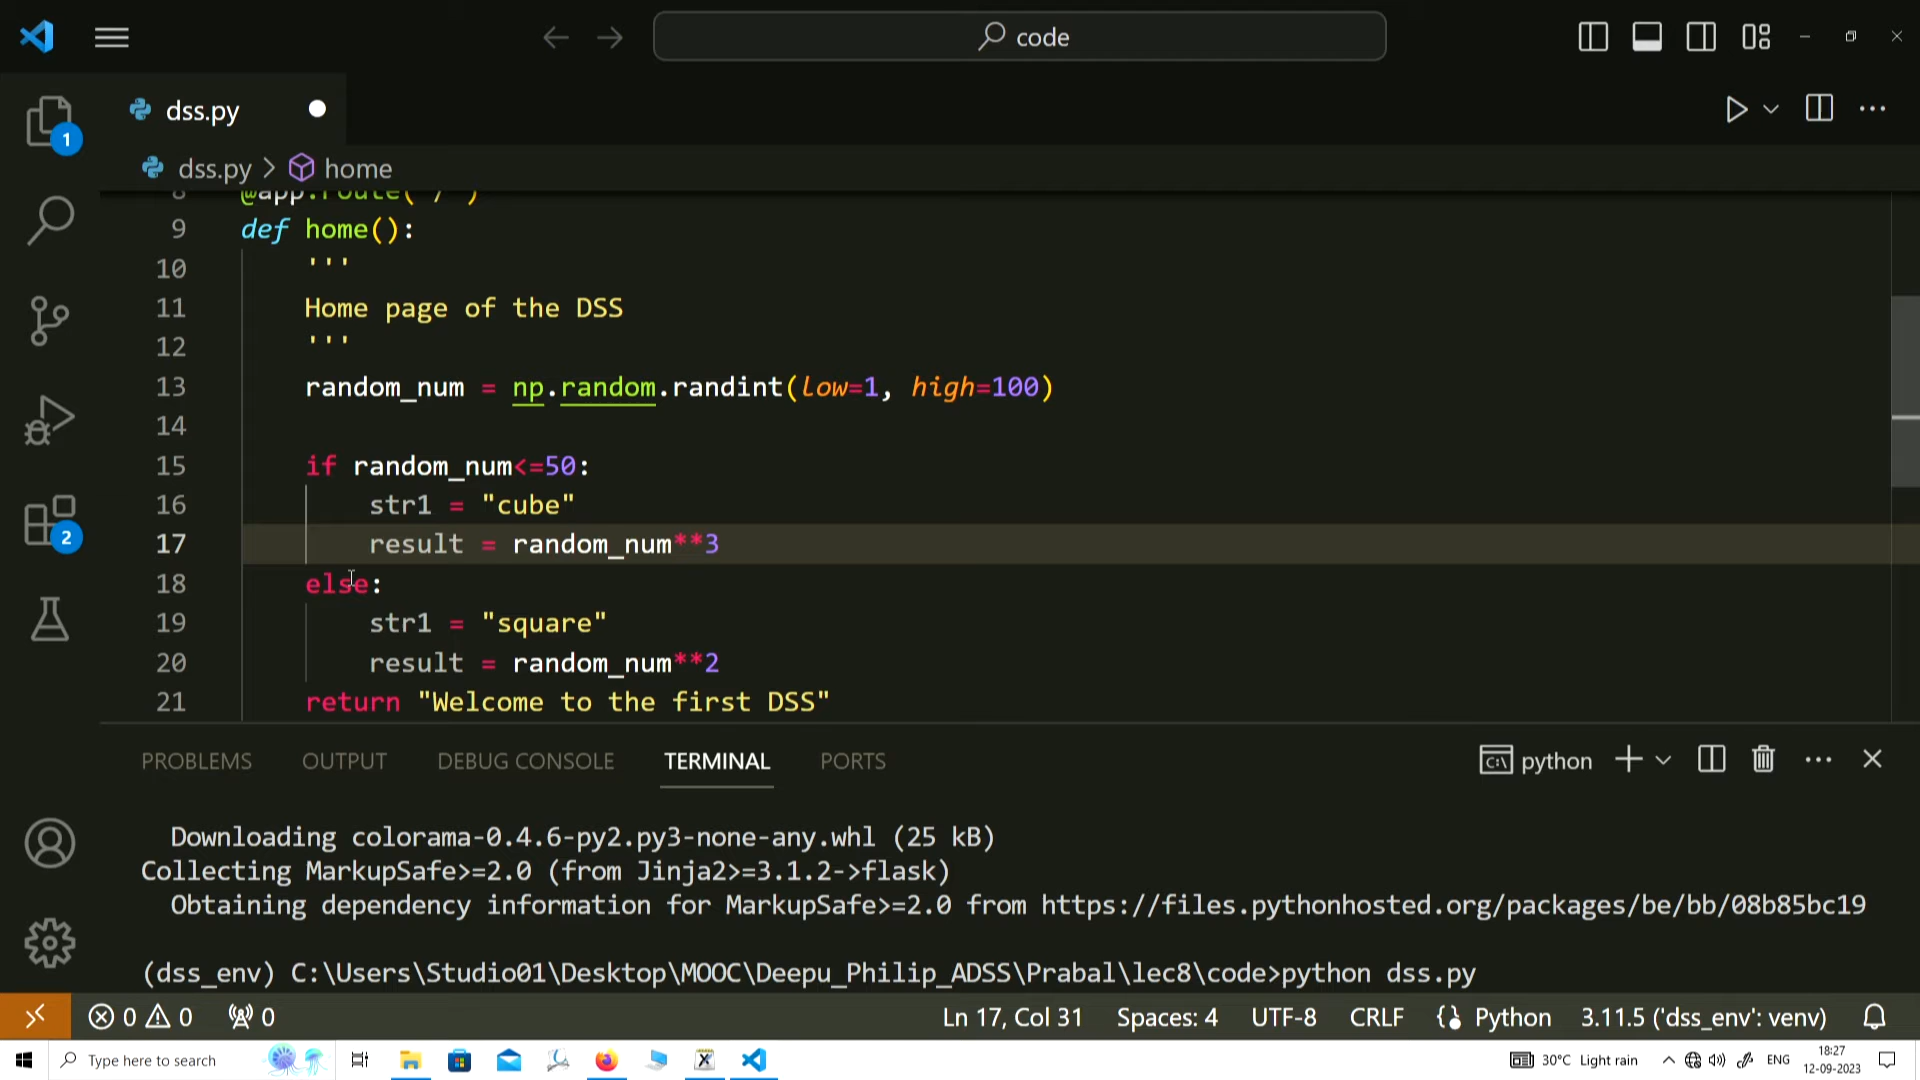 code
dss.py
1
dss.py > home
8 @app.route('/')
9 def home():
10 '''
11 Home page of the DSS
12 '''
13 random_num = np.random.randint(low=1, high=100)
14
15 if random_num<=50:
16 str1 = "cube"
17 result = random_num**3
18 else:
19 str1 = "square"
20 result = random_num**2
21 return "Welcome to the first DSS"
2
PROBLEMS OUTPUT DEBUG CONSOLE TERMINAL PORTS python
Downloading colorama-0.4.6-py2.py3-none-any.whl (25 kB)
Collecting MarkupSafe>=2.0 (from Jinja2>=3.1.2->flask)
Obtaining dependency information for MarkupSafe>=2.0 from https://files.pythonhosted.org/packages/be/bb/08b85bc19
(dss_env) C:\Users\Studio01\Desktop\MOOC\Deepu_Philip_ADSS\Prabal\lec8\code>python dss.py
0 0 0 Ln 17, Col 31 Spaces: 4 UTF-8 CRLF Python 3.11.5 ('dss_env': venv)
Type here to search 30°C Light rain ENG 18:27
12-09-2023